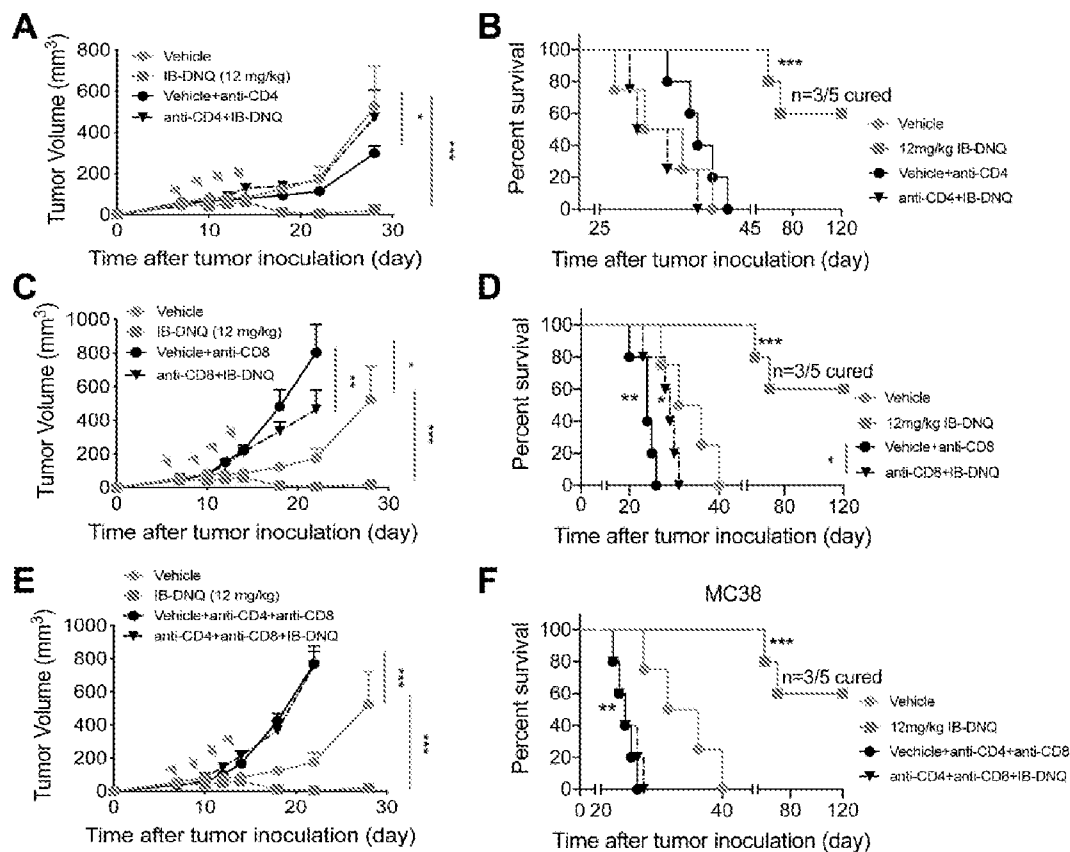 A
Vehicle
IB-DNQ (12 mg/kg)
Vehicle+anti-CD4
anti-CD4+IB-DNQ
Tumor Volume (mm³)
800
600
400
200
0
0 10 20 30
Time after tumor inoculation (day)
*
***
B
Percent survival
100
80
60
40
20
0
25 45 80 120
Time after tumor inoculation (day)
***
n=3/5 cured
Vehicle
12mg/kg IB-DNQ
Vehicle+anti-CD4
anti-CD4+IB-DNQ
C
Vehicle
IB-DNQ (12 mg/kg)
Vehicle+anti-CD8
anti-CD8+IB-DNQ
Tumor Volume (mm³)
1000
800
600
400
200
0
0 10 20 30
Time after tumor inoculation (day)
**
*
***
D
Percent survival
100
80
60
40
20
0
0 20 40 80 120
Time after tumor inoculation (day)
**
*
***
n=3/5 cured
Vehicle
12mg/kg IB-DNQ
Vehicle+anti-CD8
anti-CD8+IB-DNQ
*
E
Vehicle
IB-DNQ (12 mg/kg)
Vehicle+anti-CD4+anti-CD8
anti-CD4+anti-CD8+IB-DNQ
Tumor Volume (mm³)
1000
800
600
400
200
0
0 10 20 30
Time after tumor inoculation (day)
***
***
F
MC38
Percent survival
100
80
60
40
20
0
0 20 40 80 120
Time after tumor inoculation (day)
**
***
n=3/5 cured
Vehicle
12mg/kg IB-DNQ
Vechicle+anti-CD4+anti-CD8
anti-CD4+anti-CD8+IB-DNQ